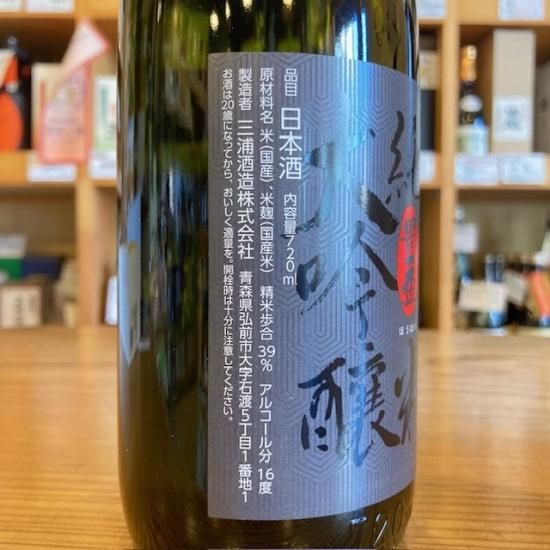 純米
大吟醸
豊盃
品目 日本酒 内容量720ml
原材料名 米(国産)、米麹(国産米) 精米歩合 39% アルコール分 16度
製造者 三浦酒造株式会社 青森県弘前市大字石渡5丁目1番地1
お酒は20歳になってから、おいしく適量を。開栓時は十分に注意してください。